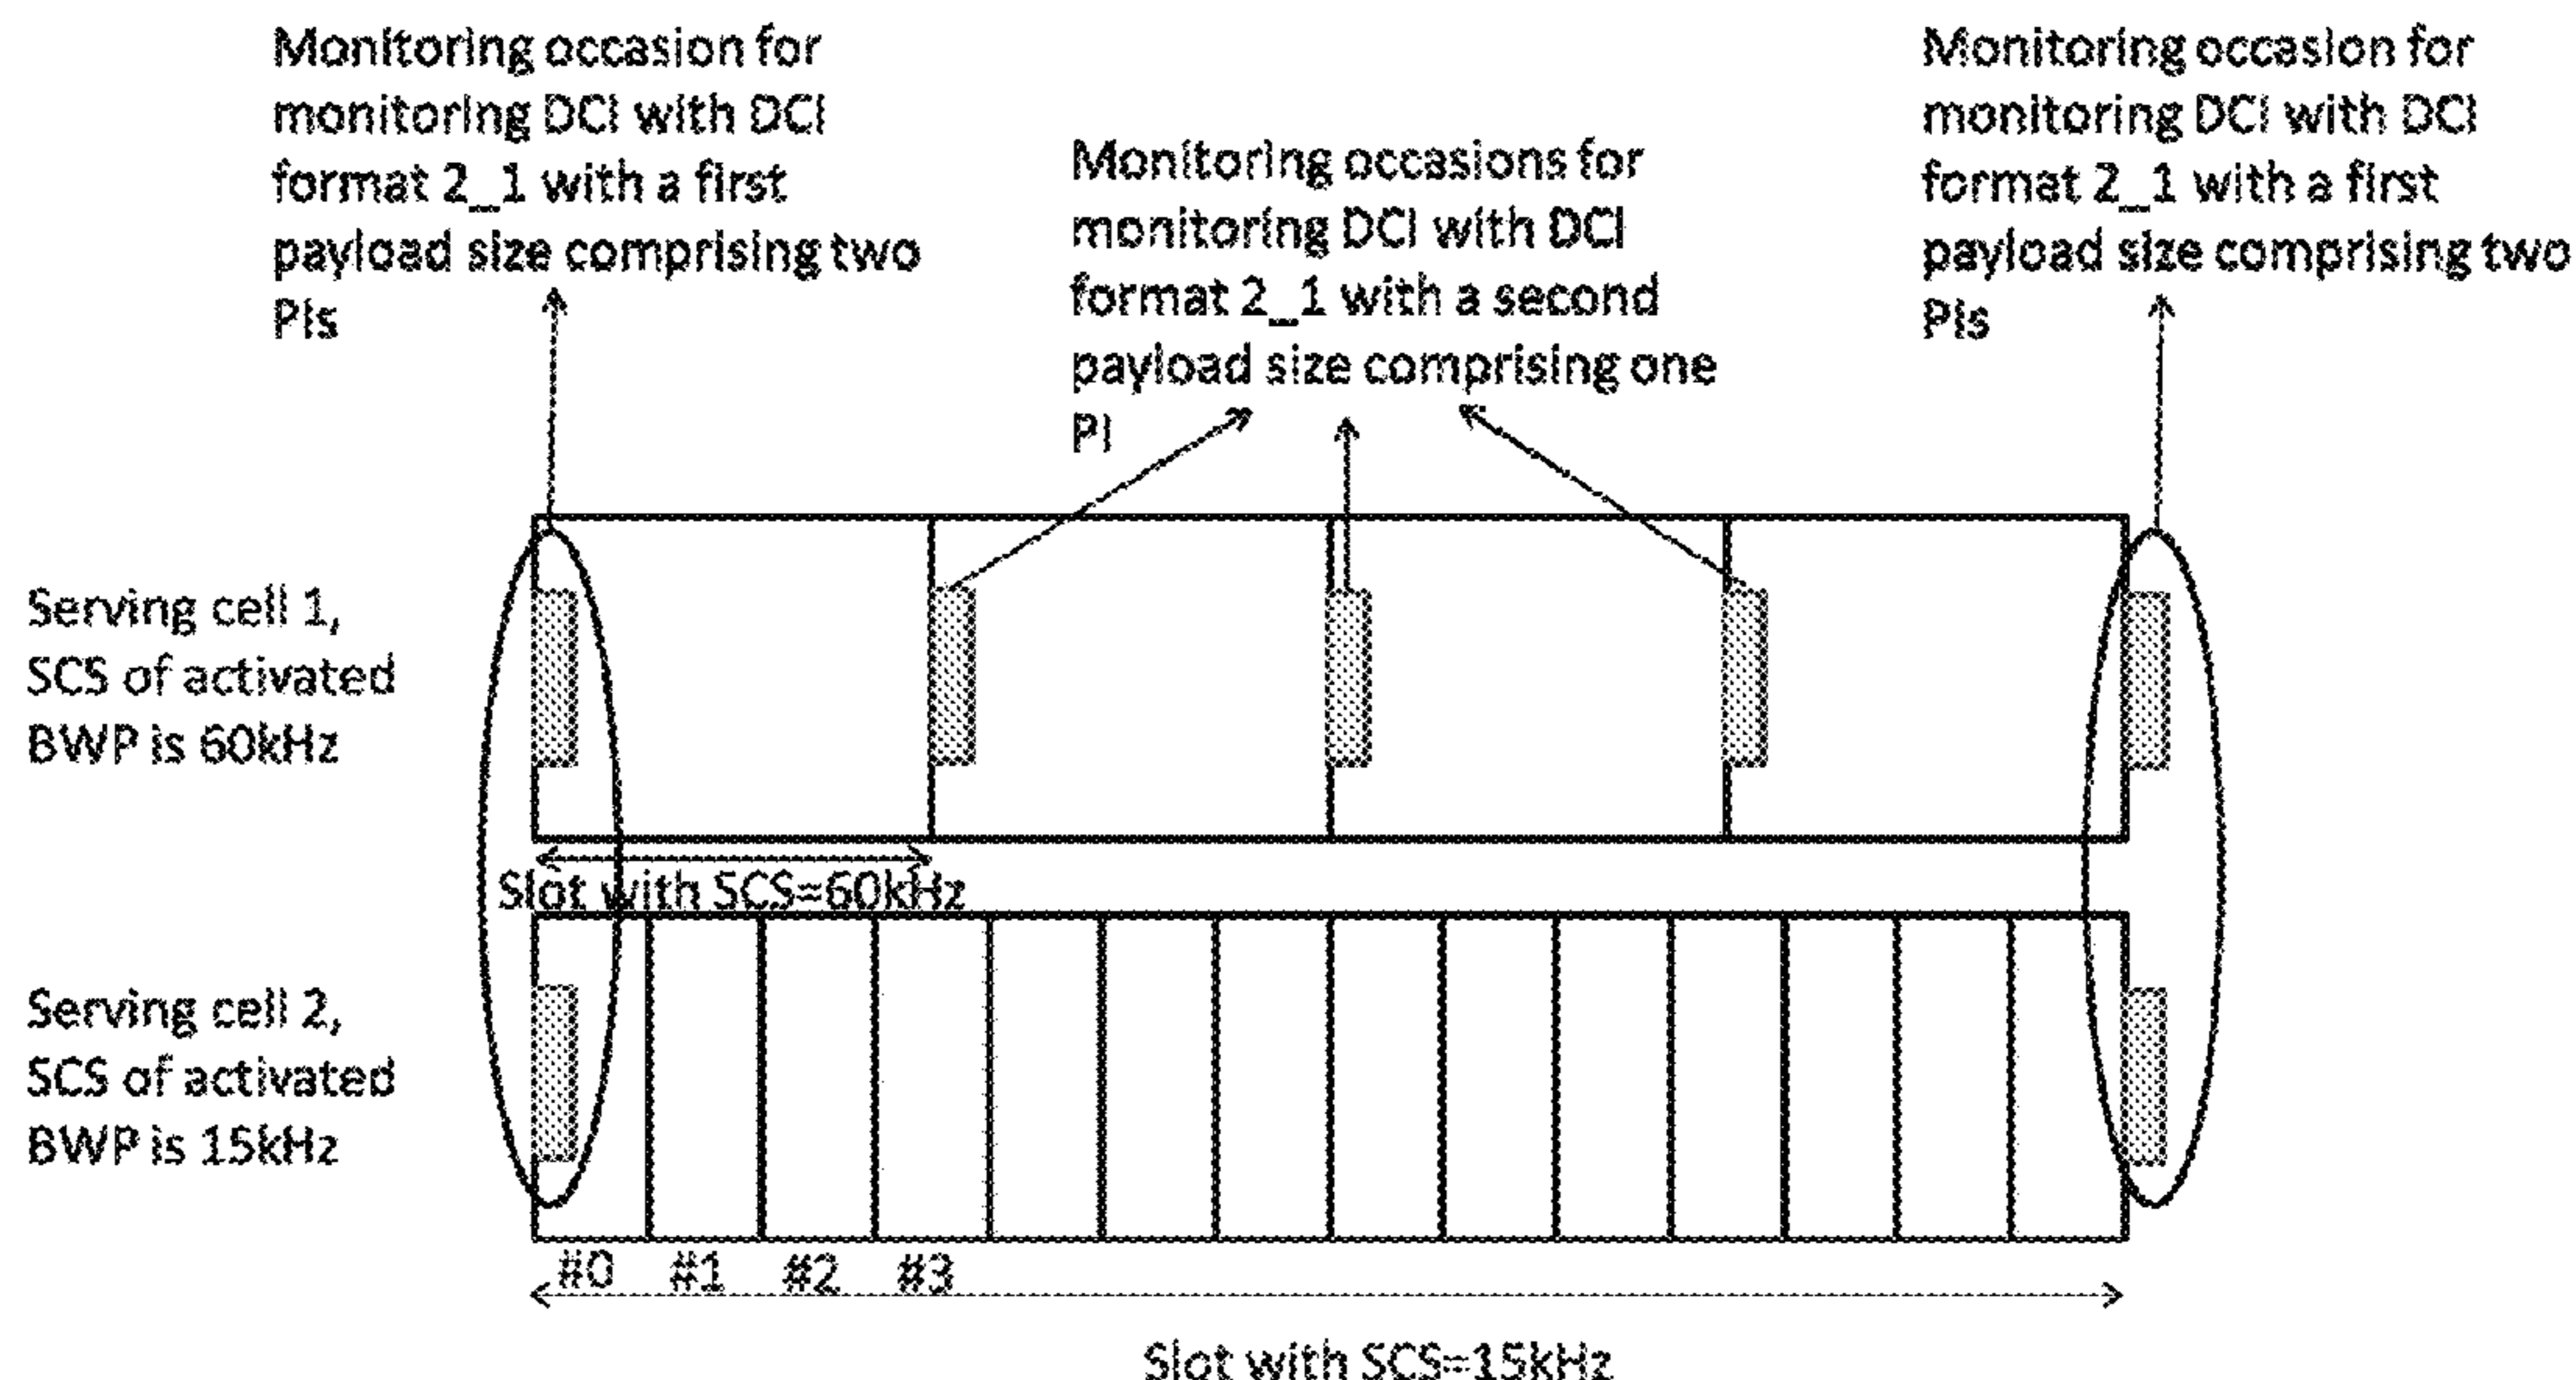 Monitoring occasion for
monitoring DCI with DCI
format 2_1 with a first
payload size comprising two
PIs
Monitoring occasions for
monitoring DCI with DCI
format 2_1 with a second
payload size comprising one
PI
Monitoring occasion for
monitoring DCI with DCI
format 2_1 with a first
payload size comprising two
PIs
Serving cell 1,
SCS of activated
BWP is 60kHz
Slot with SCS=60kHz
Serving cell 2,
SCS of activated
BWP is 15kHz
#0 #1 #2 #3
Slot with SCS=15kHz